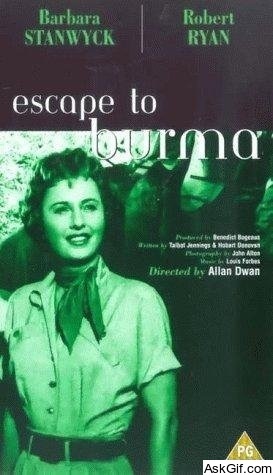 Barbara
STANWYCK
Robert
RYAN
escape to
burma
Produced by Benedict Bogeaus
Written by Talbot Jennings & Hobart Donovan
Photography by John Alton
Music by Louis Forbes
Directed by Allan Dwan
PG
AskGif.com